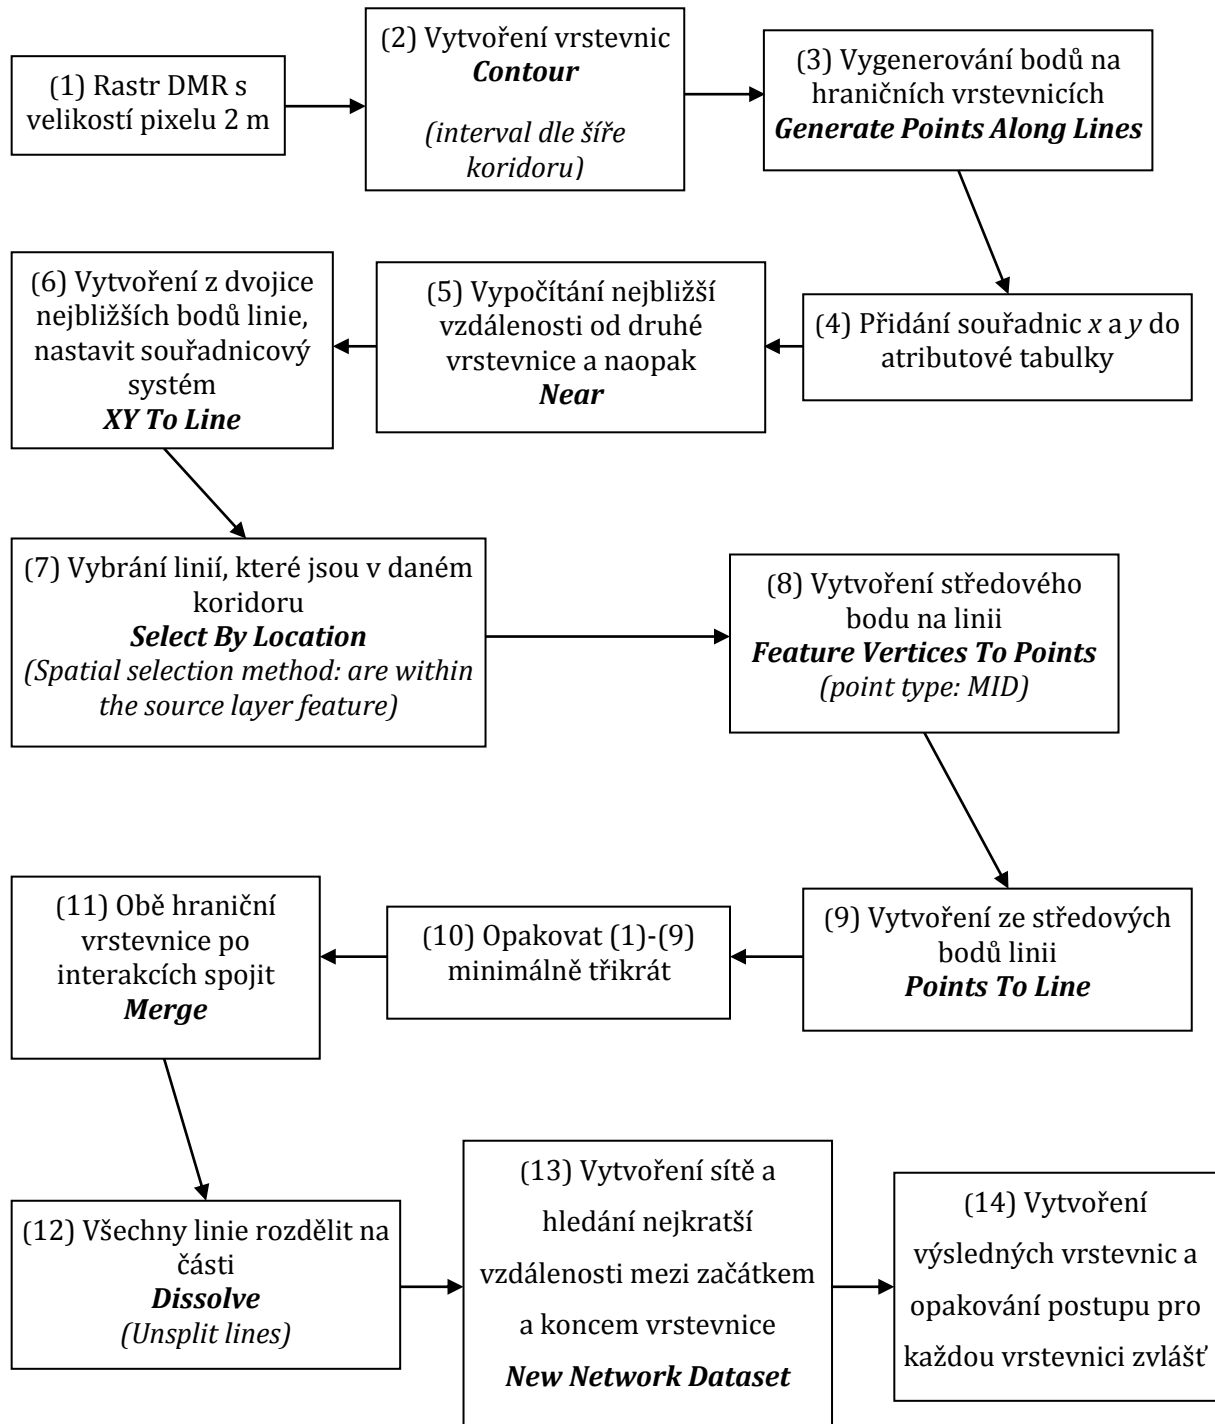 (1) Rastr DMR s
velikostí pixelu 2 m
(2) Vytvoření vrstevnic
Contour
(interval dle šíře
koridoru)
(3) Vygenerování bodů na
hraničních vrstevnicích
Generate Points Along Lines
(6) Vytvoření z dvojice
nejbližších bodů linie,
nastavit souřadnicový
systém
XY To Line
(5) Vypočítání nejbližší
vzdálenosti od druhé
vrstevnice a naopak
Near
(4) Přidání souřadnic x a y do
atributové tabulky
(7) Vybrání linií, které jsou v daném
koridoru
Select By Location
(Spatial selection method: are within
the source layer feature)
(8) Vytvoření středového
bodu na linii
Feature Vertices To Points
(point type: MID)
(11) Obě hraniční
vrstevnice po
interakcích spojit
Merge
(10) Opakovat (1)-(9)
minimálně třikrát
(9) Vytvoření ze středových
bodů linii
Points To Line
(12) Všechny linie rozdělit na
části
Dissolve
(Unsplit lines)
(13) Vytvoření sítě a
hledání nejkratší
vzdálenosti mezi začátkem
a koncem vrstevnice
New Network Dataset
(14) Vytvoření
výsledných vrstevnic a
opakování postupu pro
každou vrstevnici zvlášť